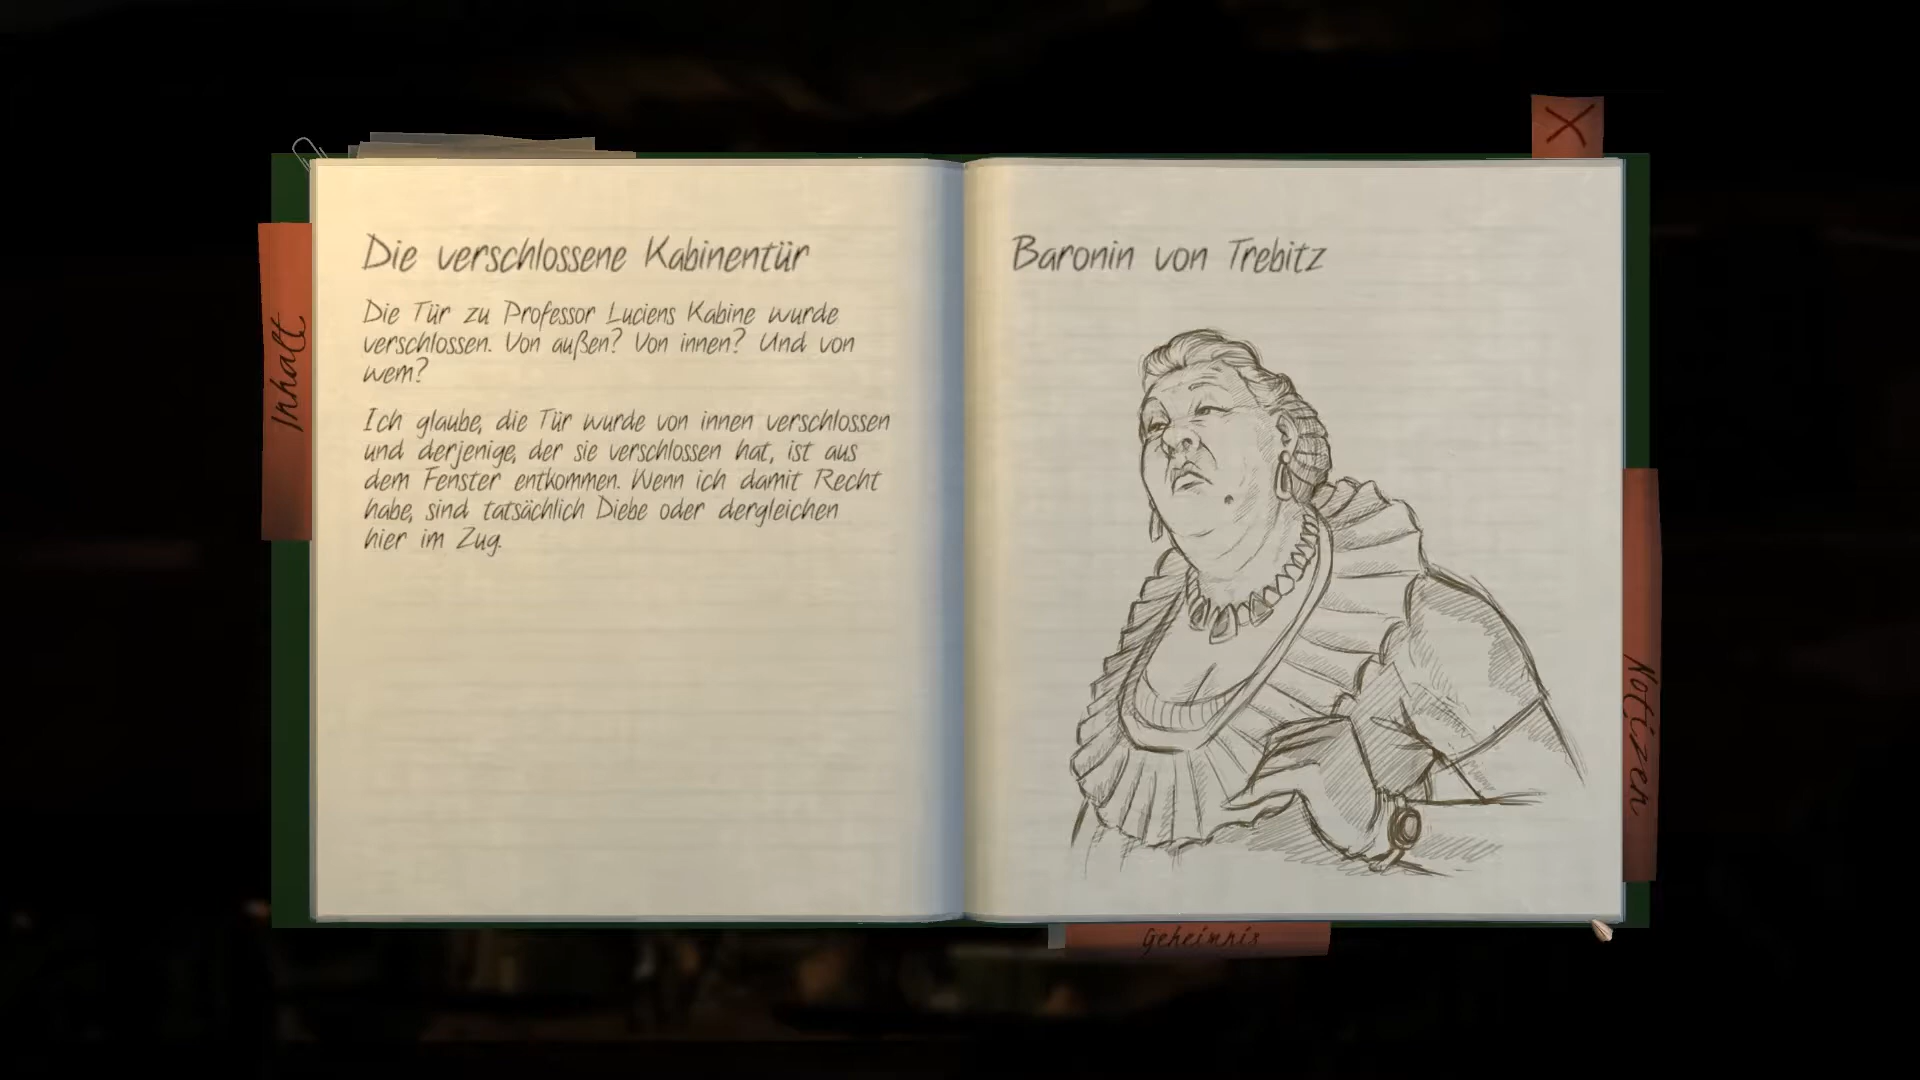 Die verschlossene Kabinentür
Die Tür zu Professor Luciens Kabine wurde
verschlossen. Von außen? Von innen? Und von
wem?
Ich glaube, die Tür wurde von innen verschlossen
und derjenige, der sie verschlossen hat, ist aus
dem Fenster entkommen. Wenn ich damit Recht
habe, sind tatsächlich Diebe oder dergleichen
hier im Zug.
Baronin von Trebitz
Inhalt
Notizen
Geheimnis